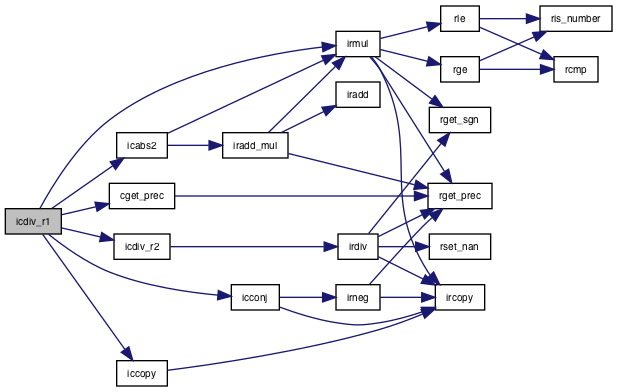 rle
ris_number
irmul
rge
rcmp
iradd
rget_sgn
icabs2
iradd_mul
cget_prec
rget_prec
icdiv_r1
icdiv_r2
irdiv
rset_nan
icconj
irneg
ircopy
iccopy